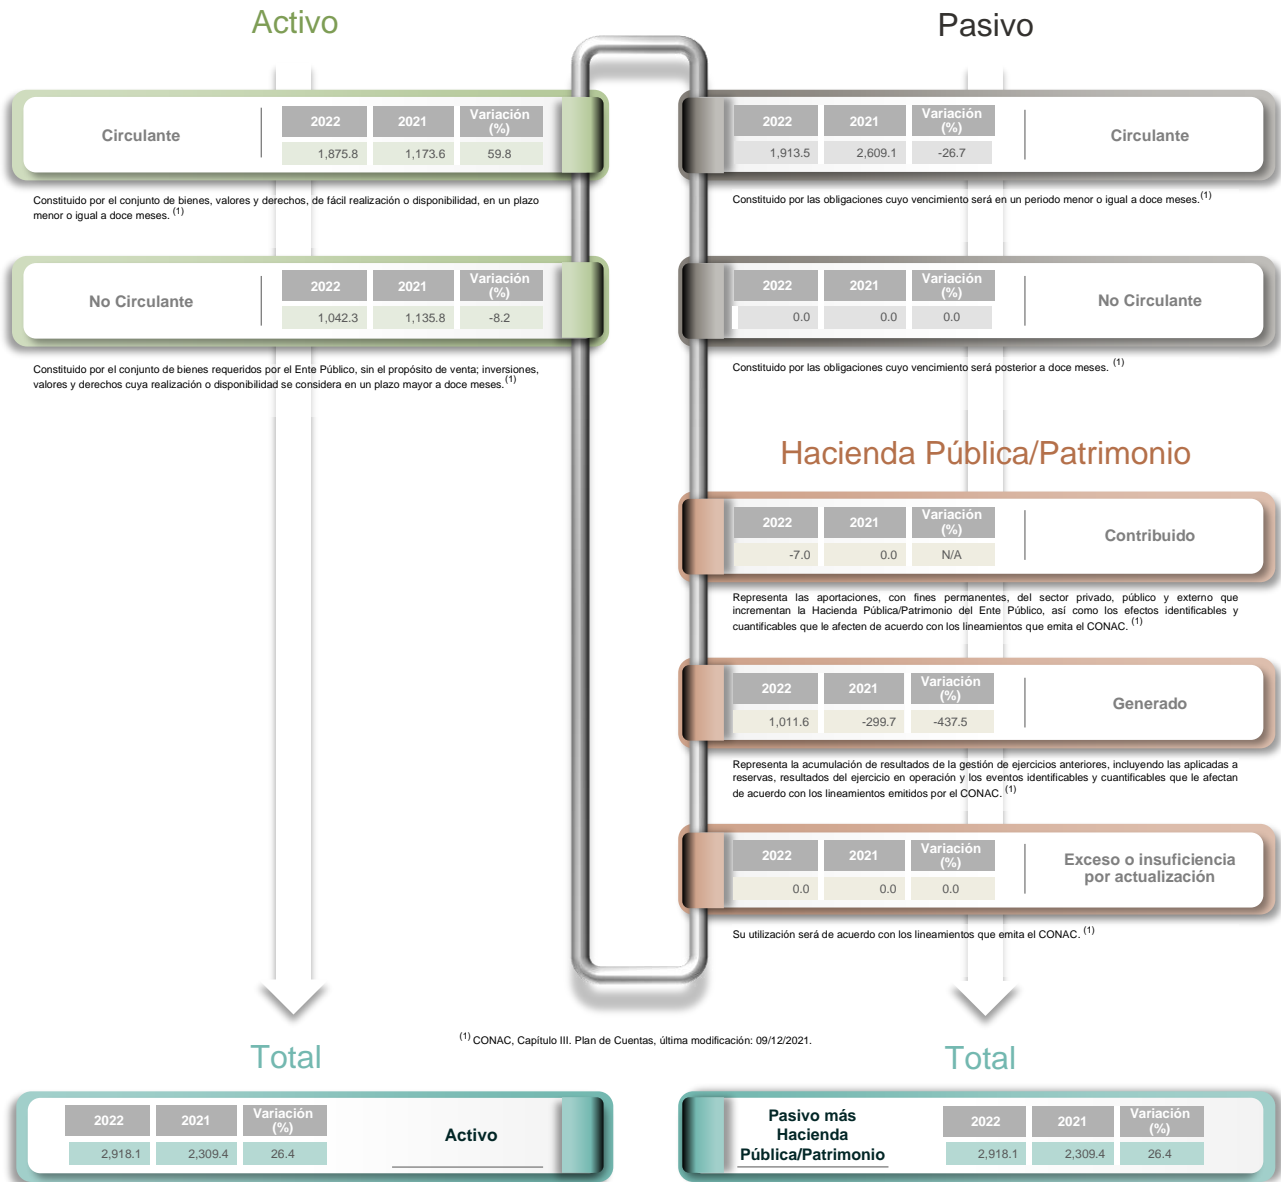 Activo
Circulante
2022 2021 Variación (%)
1,875.8 1,173.6 59.8
Constituido por el conjunto de bienes, valores y derechos, de fácil realización o disponibilidad, en un plazo
menor o igual a doce meses. (1)
No Circulante
2022 2021 Variación (%)
1,042.3 1,135.8 -8.2
Constituido por el conjunto de bienes requeridos por el Ente Público, sin el propósito de venta; inversiones,
valores y derechos cuya realización o disponibilidad se considera en un plazo mayor a doce meses. (1)
Pasivo
2022 2021 Variación (%)
1,913.5 2,609.1 -26.7
Circulante
Constituido por las obligaciones cuyo vencimiento será en un periodo menor o igual a doce meses. (1)
2022 2021 Variación (%)
0.0 0.0 0.0
No Circulante
Constituido por las obligaciones cuyo vencimiento será posterior a doce meses. (1)
Hacienda Pública/Patrimonio
2022 2021 Variación (%)
-7.0 0.0 N/A
Contribuido
Representa las aportaciones, con fines permanentes, del sector privado, público y externo que
incrementan la Hacienda Pública/Patrimonio del Ente Público, así como los efectos identificables y
cuantificables que le afecten de acuerdo con los lineamientos que emita el CONAC. (1)
2022 2021 Variación (%)
1,011.6 -299.7 -437.5
Generado
Representa la acumulación de resultados de la gestión de ejercicios anteriores, incluyendo las aplicadas a
reservas, resultados del ejercicio en operación y los eventos identificables y cuantificables que le afectan
de acuerdo con los lineamientos emitidos por el CONAC. (1)
2022 2021 Variación (%)
0.0 0.0 0.0
Exceso o insuficiencia
por actualización
Su utilización será de acuerdo con los lineamientos que emita el CONAC. (1)
(1) CONAC, Capítulo III. Plan de Cuentas, última modificación: 09/12/2021.
Total
2022 2021 Variación (%)
2,918.1 2,309.4 26.4
Activo
Total
Pasivo más
Hacienda
Pública/Patrimonio
2022 2021 Variación (%)
2,918.1 2,309.4 26.4